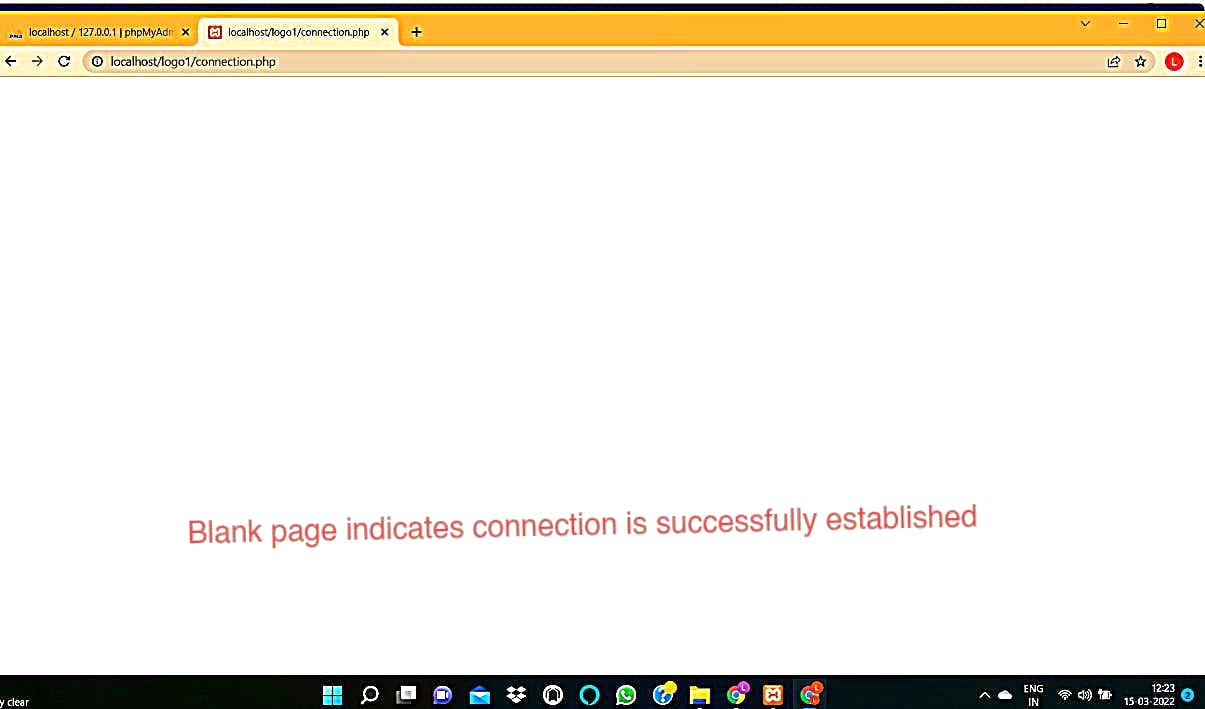 localhost / 127.0.0.1 | phpMyAdr
localhost/logo1/connection.php
localhost/logo1/connection.php
L
Blank page indicates connection is successfully established
y clear
ENG
IN
12:23
15-03-2022
2